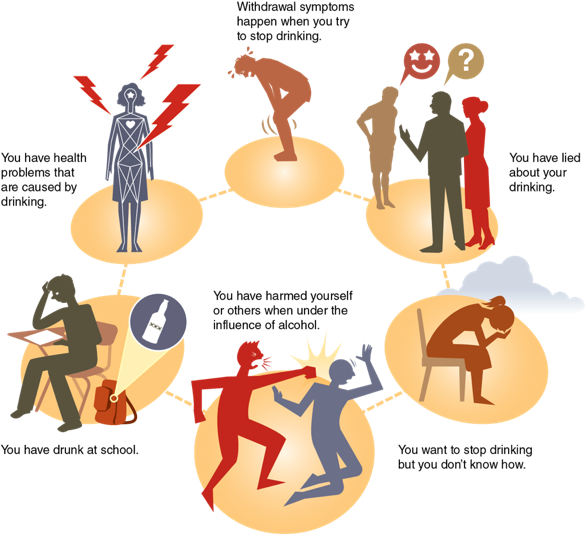 Withdrawal symptoms
happen when you try
to stop drinking.
?
You have health
problems that
are caused by
drinking.
You have lied
about your
drinking.
You have harmed yourself
or others when under the
influence of alcohol.
XXX
You have drunk at school.
You want to stop drinking
but you don’t know how.